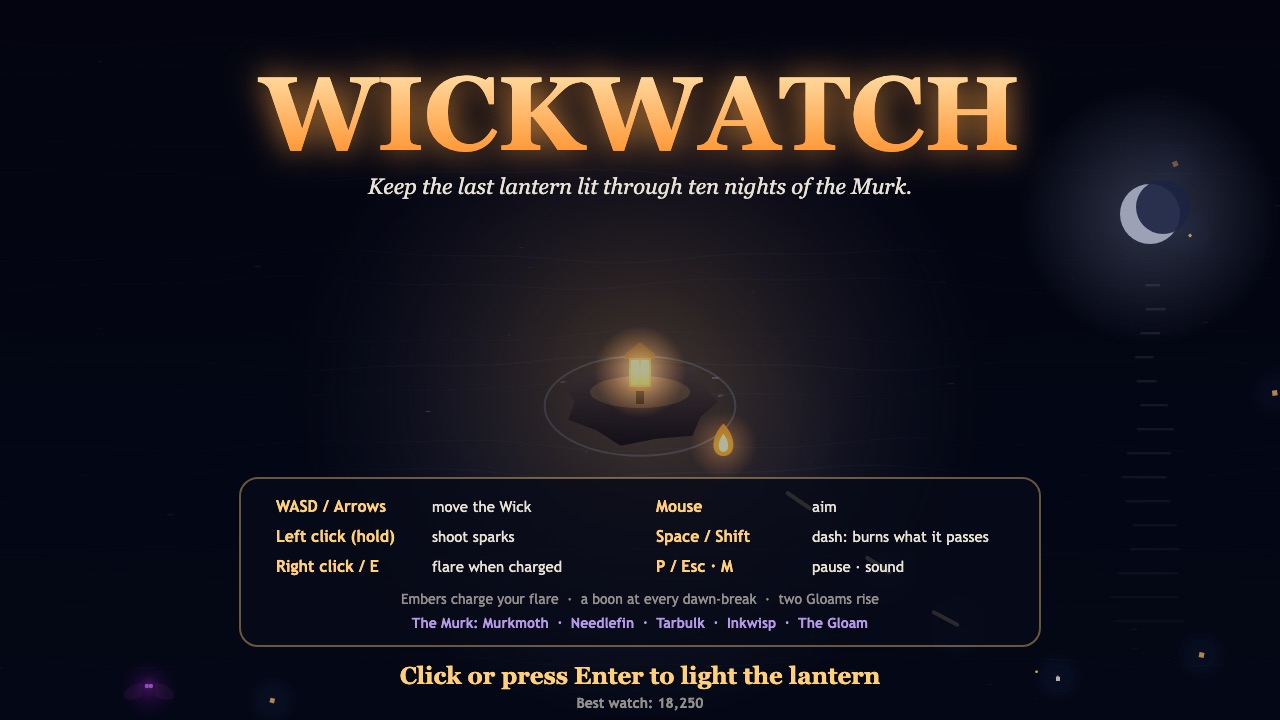 WICKWATCH
Keep the last lantern lit through ten nights of the Murk.
WASD / Arrows move the Wick Mouse aim
Left click (hold) shoot sparks Space / Shift dash: burns what it passes
Right click / E flare when charged P / Esc · M pause · sound
Embers charge your flare · a boon at every dawn-break · two Gloams rise
The Murk: Murkmoth · Needlefin · Tarbulk · Inkwisp · The Gloam
Click or press Enter to light the lantern
Best watch: 18,250